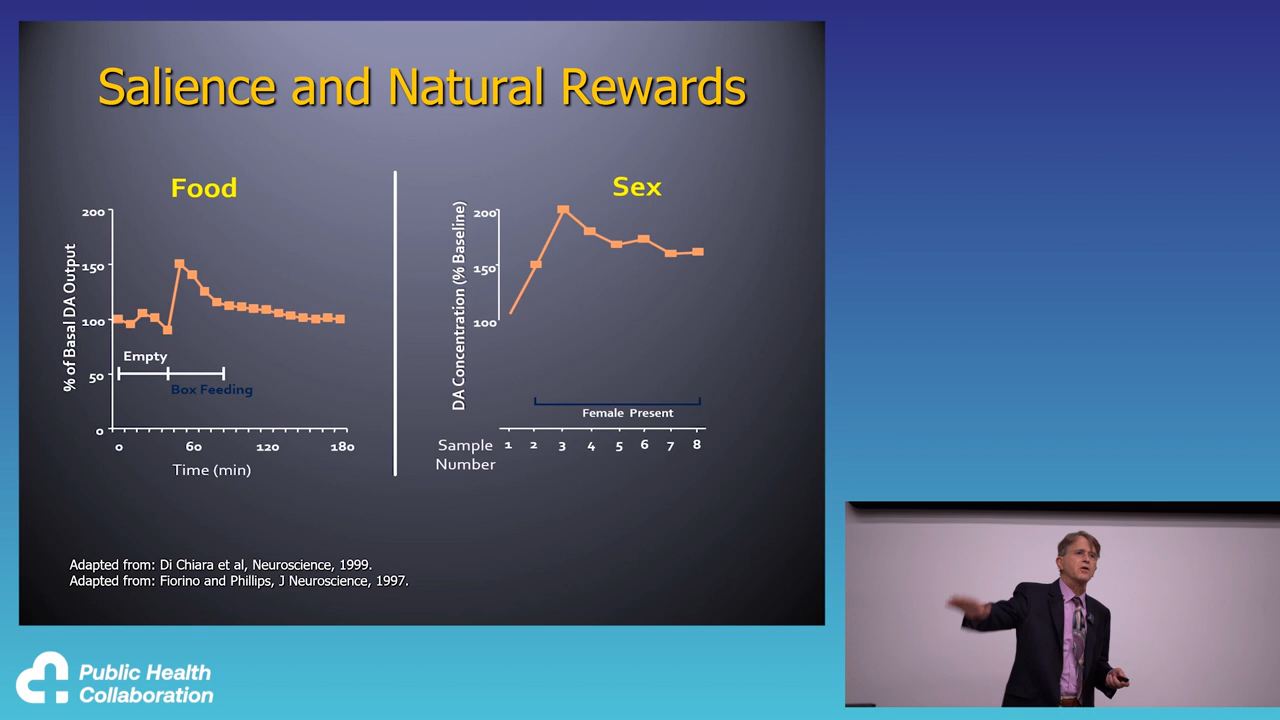 Salience and Natural Rewards
Food
% of Basal DA Output
200
150
100
50
0
Empty
Box Feeding
0 60 120 180
Time (min)
Sex
DA Concentration (% Baseline)
200
150
100
Female Present
Sample Number
1 2 3 4 5 6 7 8
Adapted from: Di Chiara et al, Neuroscience, 1999.
Adapted from: Fiorino and Phillips, J Neuroscience, 1997.
Public Health
Collaboration